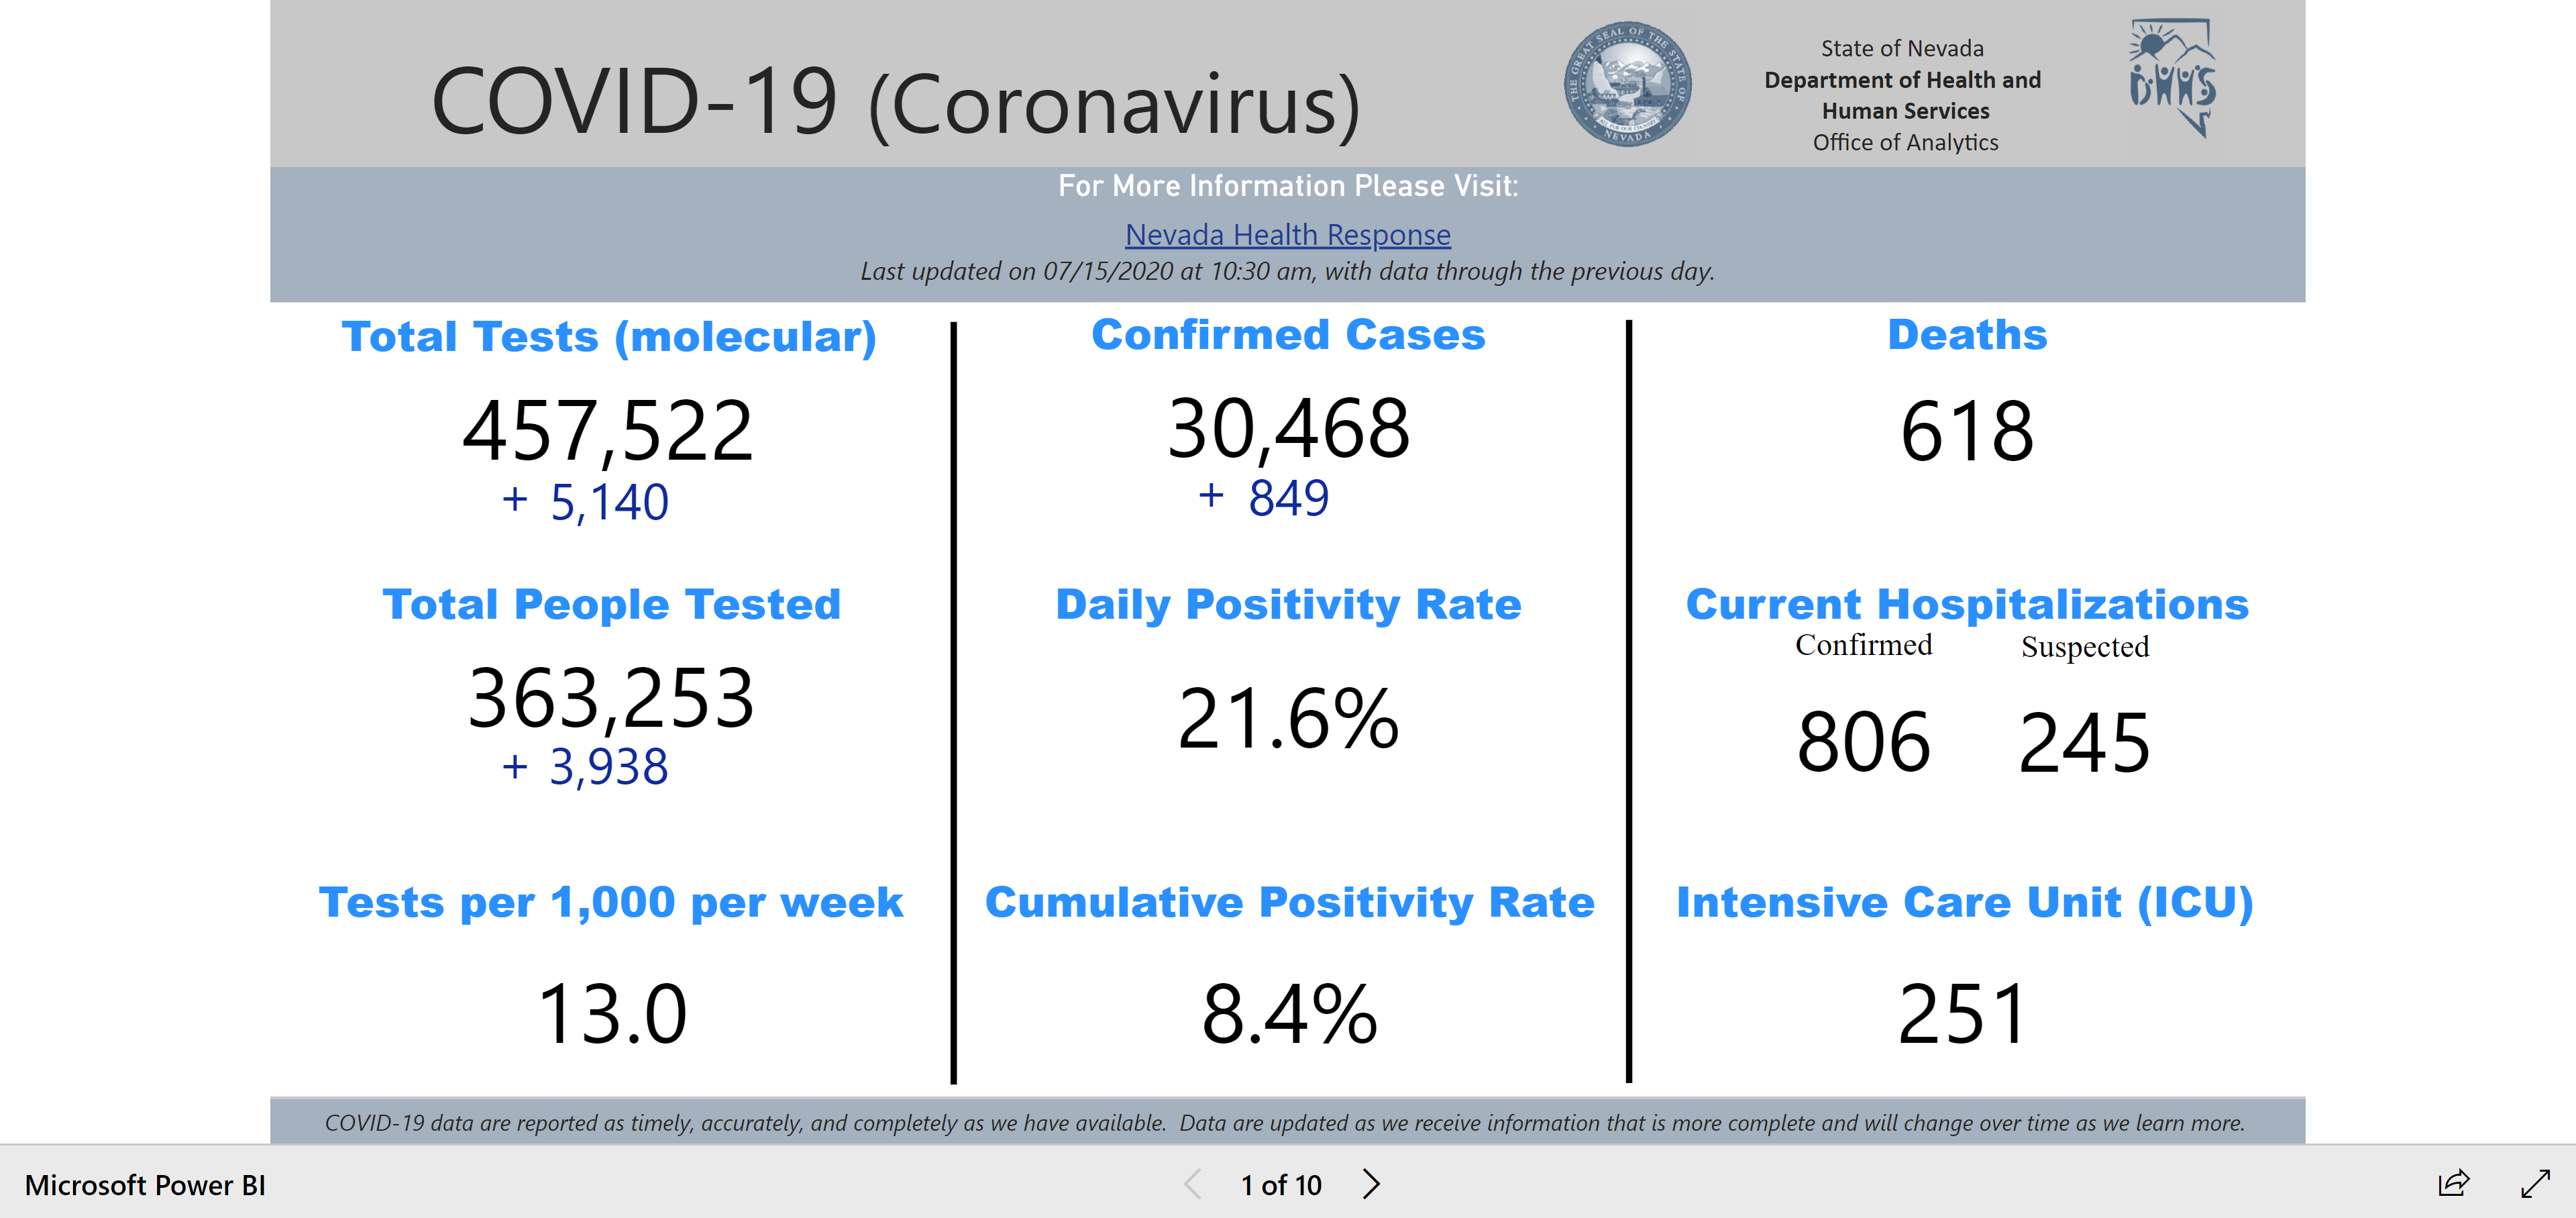 COVID-19 (Coronavirus)
THE GREAT SEAL OF THE STATE OF
ALL FOR OUR COUNTRY
NEVADA
State of Nevada
Department of Health and
Human Services
Office of Analytics
DHHS
For More Information Please Visit:
Nevada Health Response
Last updated on 07/15/2020 at 10:30 am, with data through the previous day.
Total Tests (molecular)
457,522
+ 5,140
Total People Tested
363,253
+ 3,938
Tests per 1,000 per week
13.0
Confirmed Cases
30,468
+ 849
Daily Positivity Rate
21.6%
Cumulative Positivity Rate
8.4%
Deaths
618
Current Hospitalizations
Confirmed Suspected
806 245
Intensive Care Unit (ICU)
251
COVID-19 data are reported as timely, accurately, and completely as we have available. Data are updated as we receive information that is more complete and will change over time as we learn more.
Microsoft Power BI
1 of 10